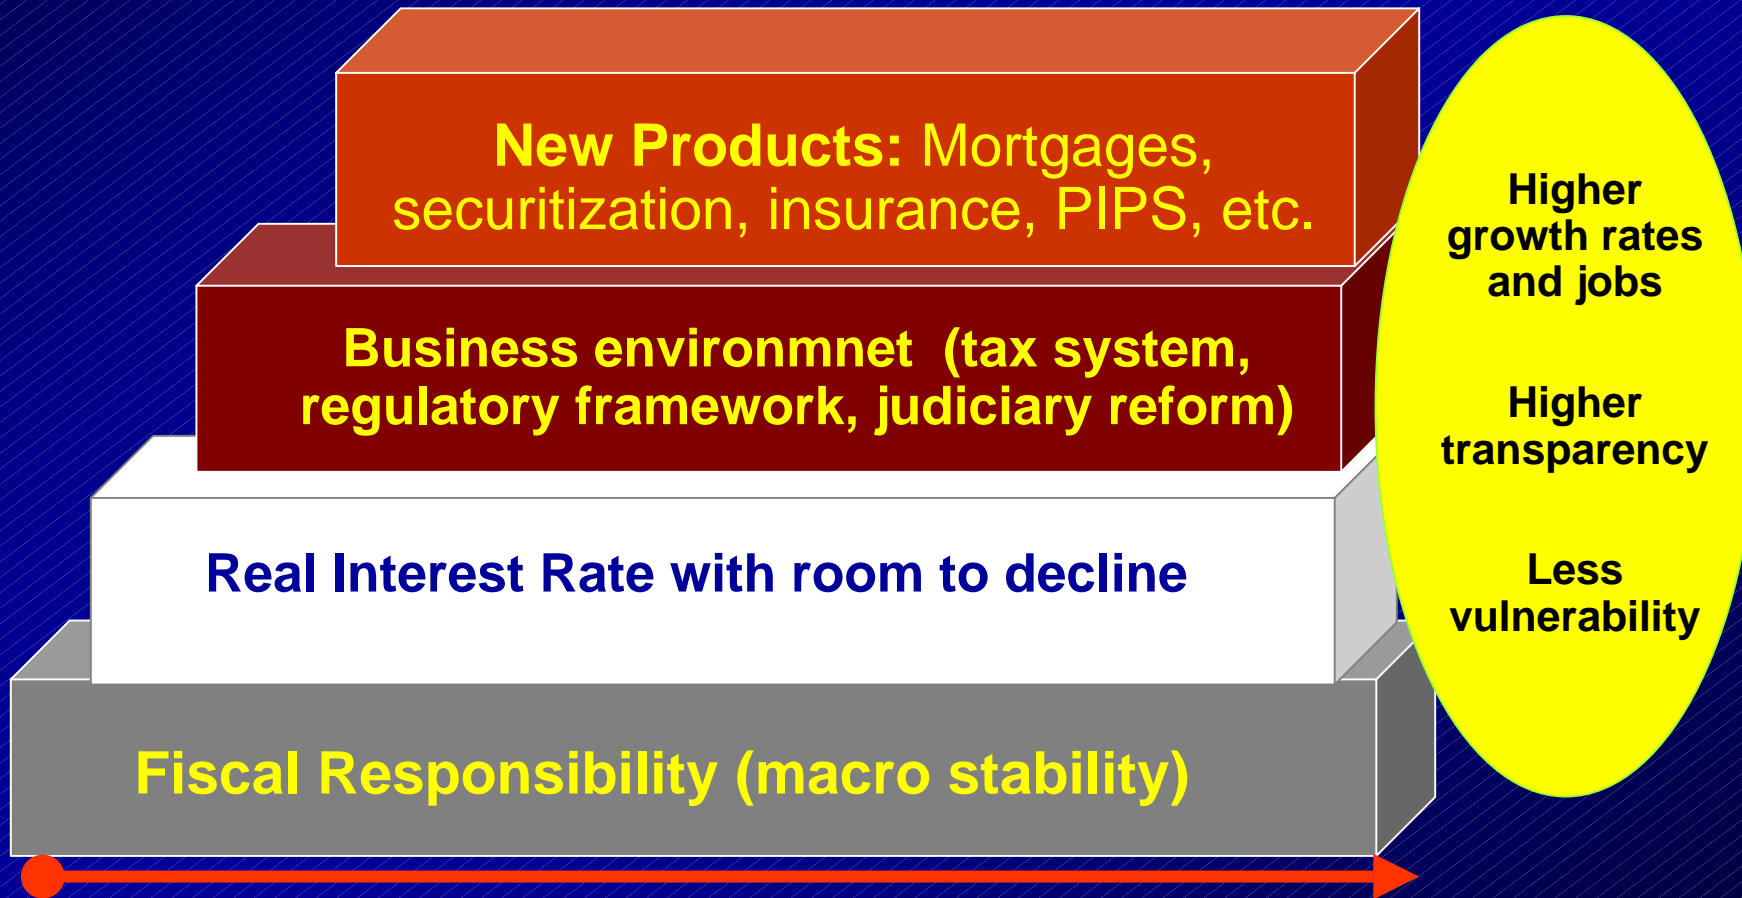 New Products: Mortgages,
securitization, insurance, PIPS, etc.
Business environmnet  (tax system,
regulatory framework, judiciary reform)
Real Interest Rate with room to decline
Fiscal Responsibility (macro stability)
Higher
growth rates
and jobs
Higher
transparency
Less
vulnerability